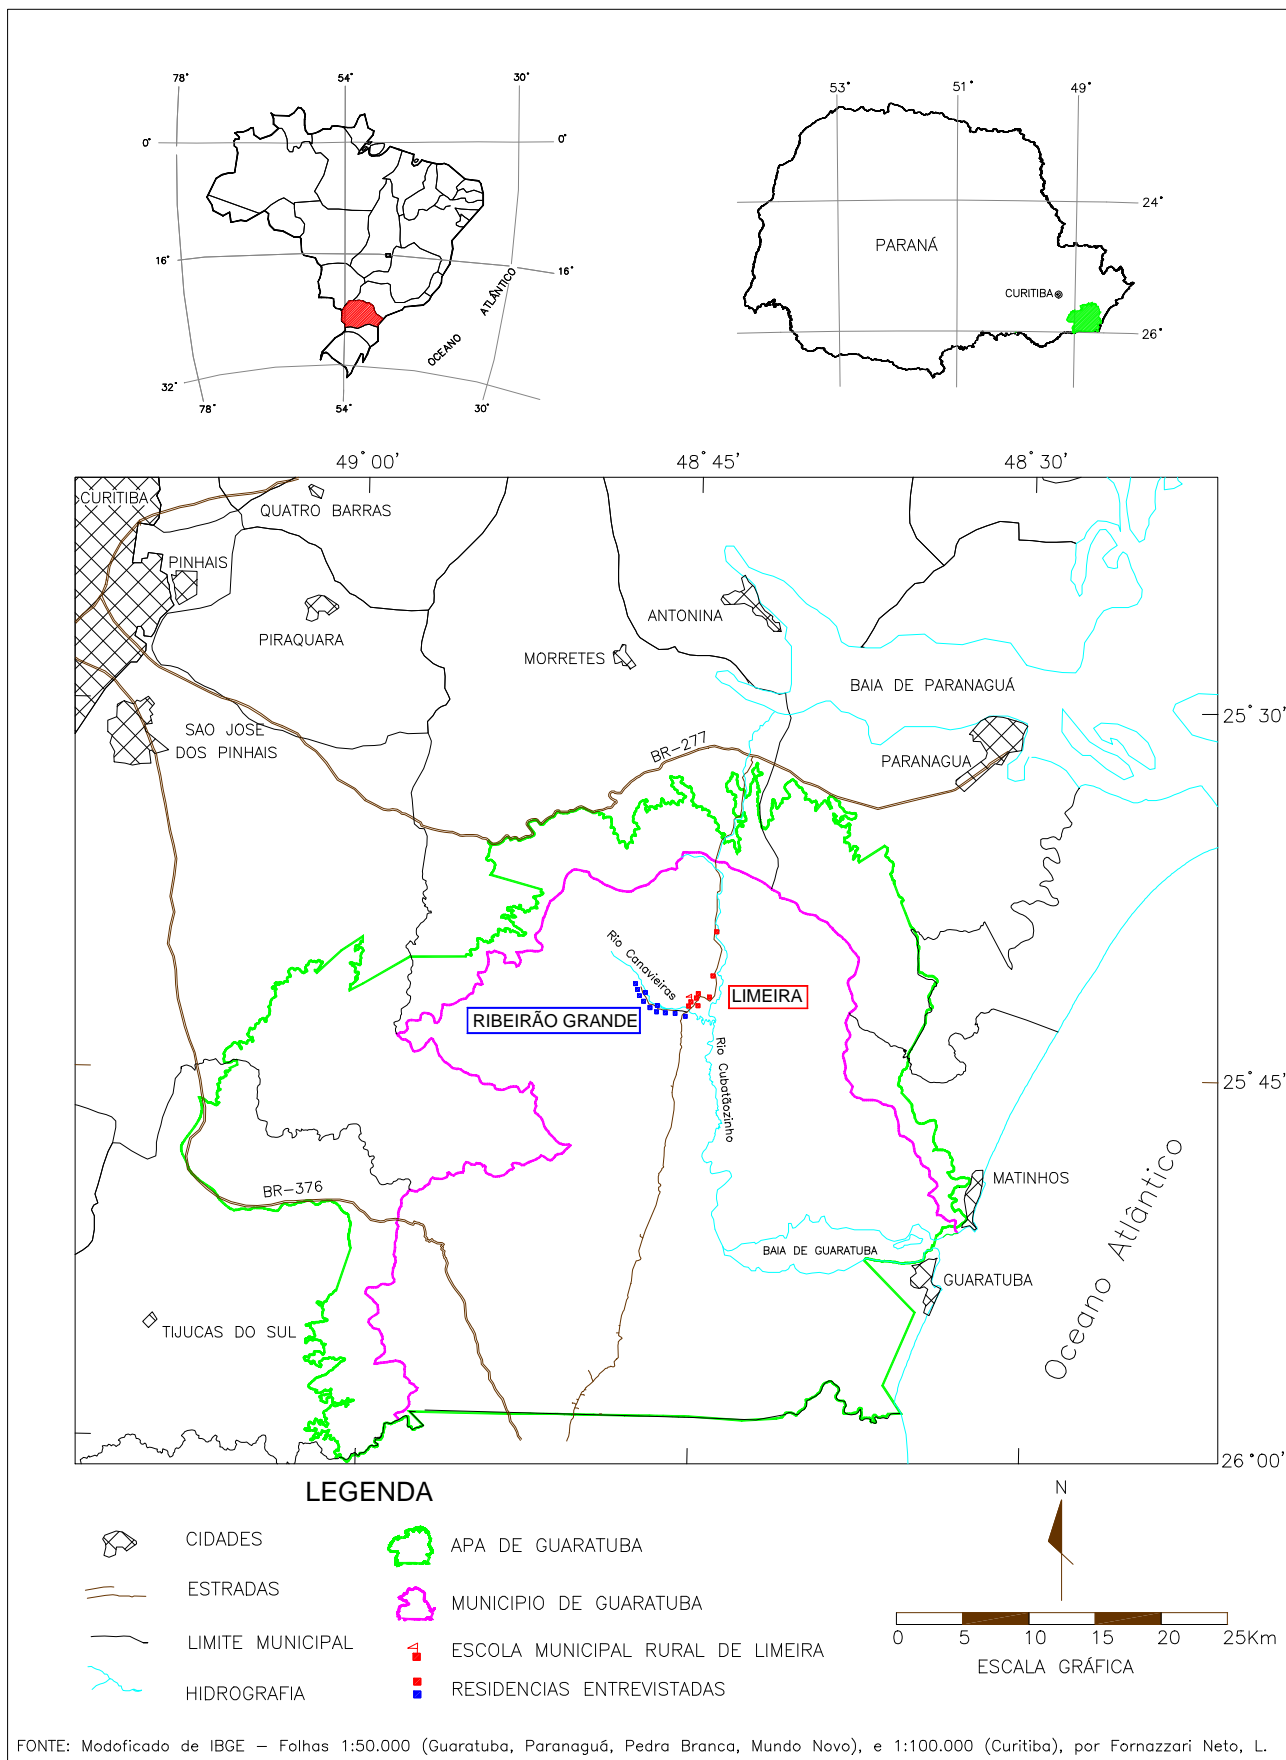 78°
54°
30°
0°
0°
16°
16°
32°
78°
54°
30°
OCEANO
ATLÂNTICO
53°
51°
49°
24°
26°
PARANÁ
CURITIBA
49°00'
48°45'
48°30'
CURITIBA
QUATRO BARRAS
PINHAIS
PIRAQUARA
ANTONINA
MORRETES
BAIA DE PARANAGUÁ
25°30'
SAO JOSE
DOS PINHAIS
BR-277
PARANAGUA
Rio Canavieiras
LIMEIRA
RIBEIRÃO GRANDE
Rio Cubatãozinho
25°45'
MATINHOS
BR-376
BAIA DE GUARATUBA
GUARATUBA
Oceano Atlântico
TIJUCAS DO SUL
26°00'
LEGENDA
CIDADES
ESTRADAS
LIMITE MUNICIPAL
HIDROGRAFIA
APA DE GUARATUBA
MUNICIPIO DE GUARATUBA
ESCOLA MUNICIPAL RURAL DE LIMEIRA
RESIDENCIAS ENTREVISTADAS
N
0 5 10 15 20 25Km
ESCALA GRÁFICA
FONTE: Modoficado de IBGE – Folhas 1:50.000 (Guaratuba, Paranaguá, Pedra Branca, Mundo Novo), e 1:100.000 (Curitiba), por Fornazzari Neto, L.